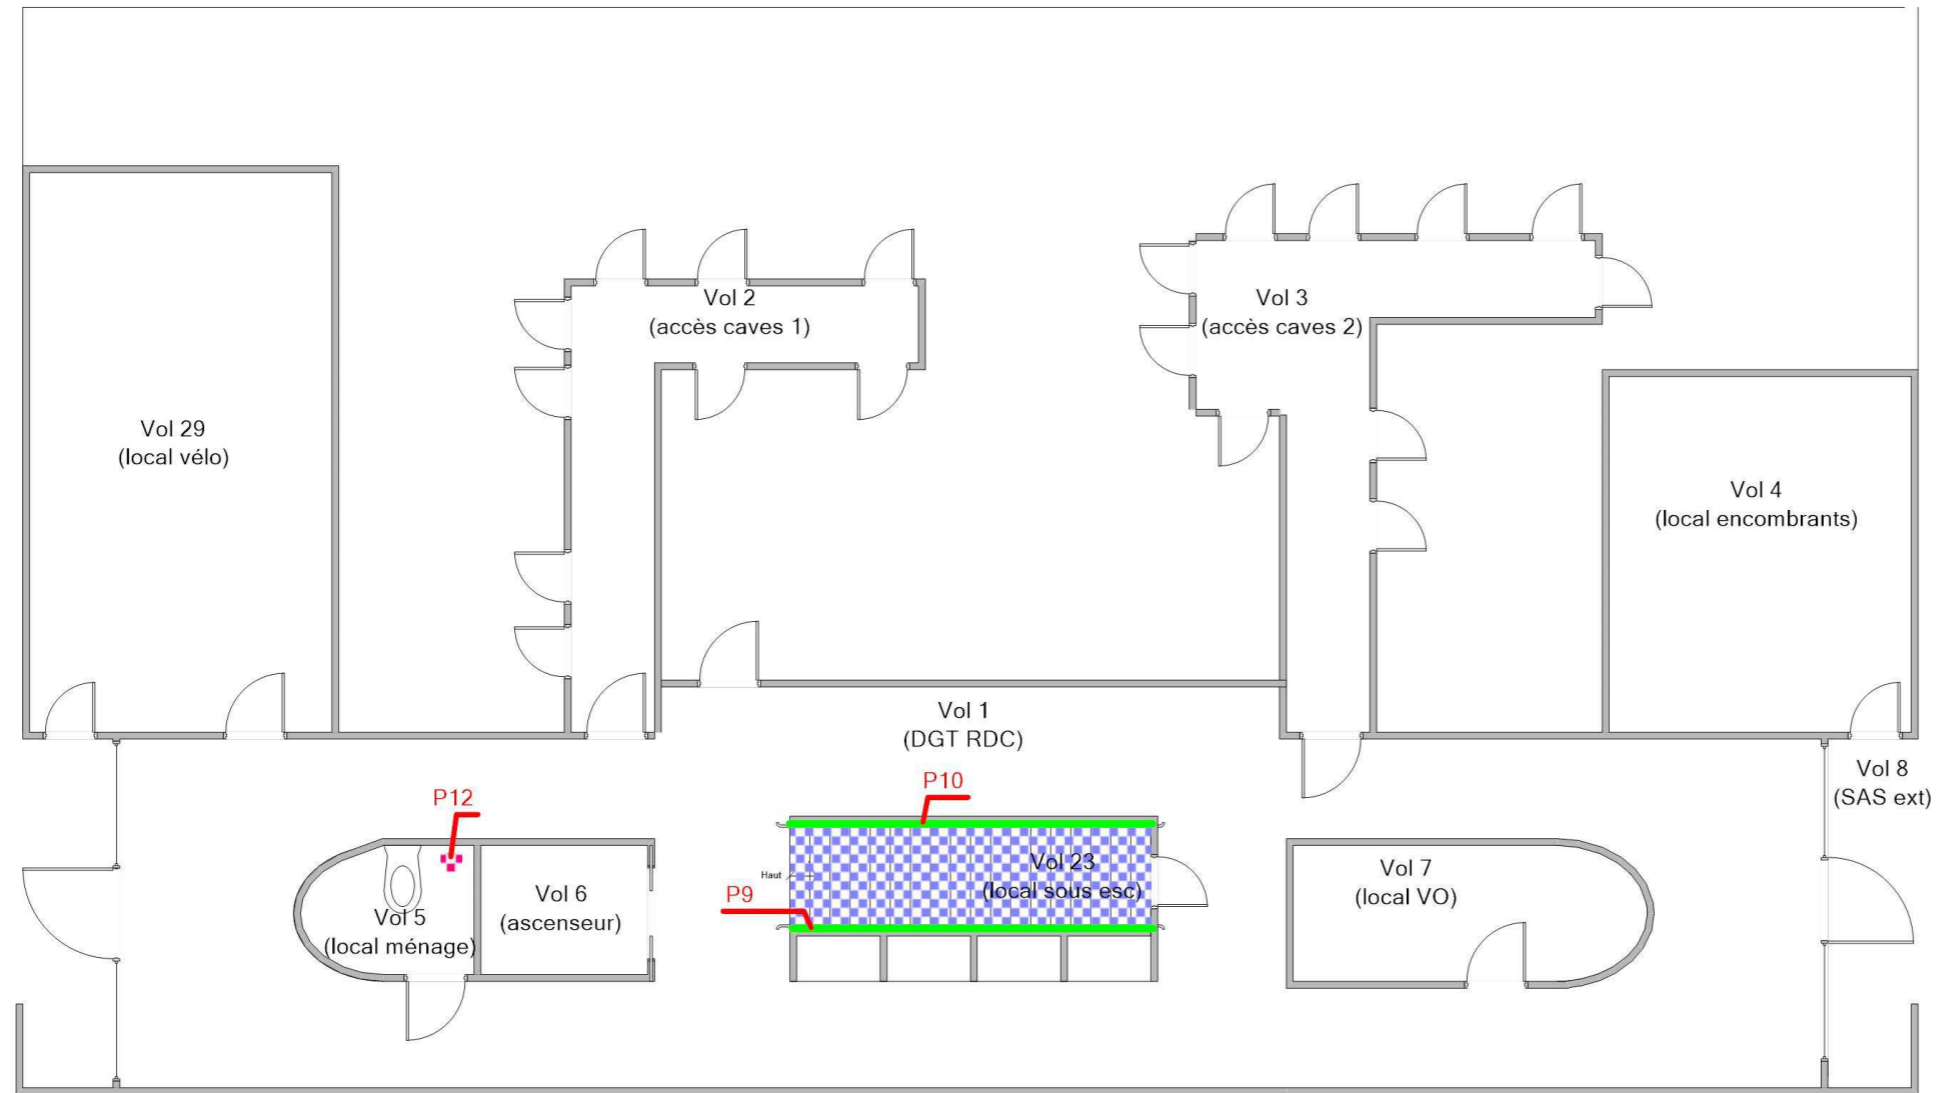 Vol 2
(accès caves 1)
Vol 3
(accès caves 2)
Vol 29
(local vélo)
Vol 4
(local encombrants)
Vol 1
(DGT RDC)
Vol 8
(SAS ext)
P10
P12
Vol 23
(local sous esc)
Haut
P9
Vol 7
(local VO)
Vol 6
(ascenseur)
Vol 5
(local ménage)